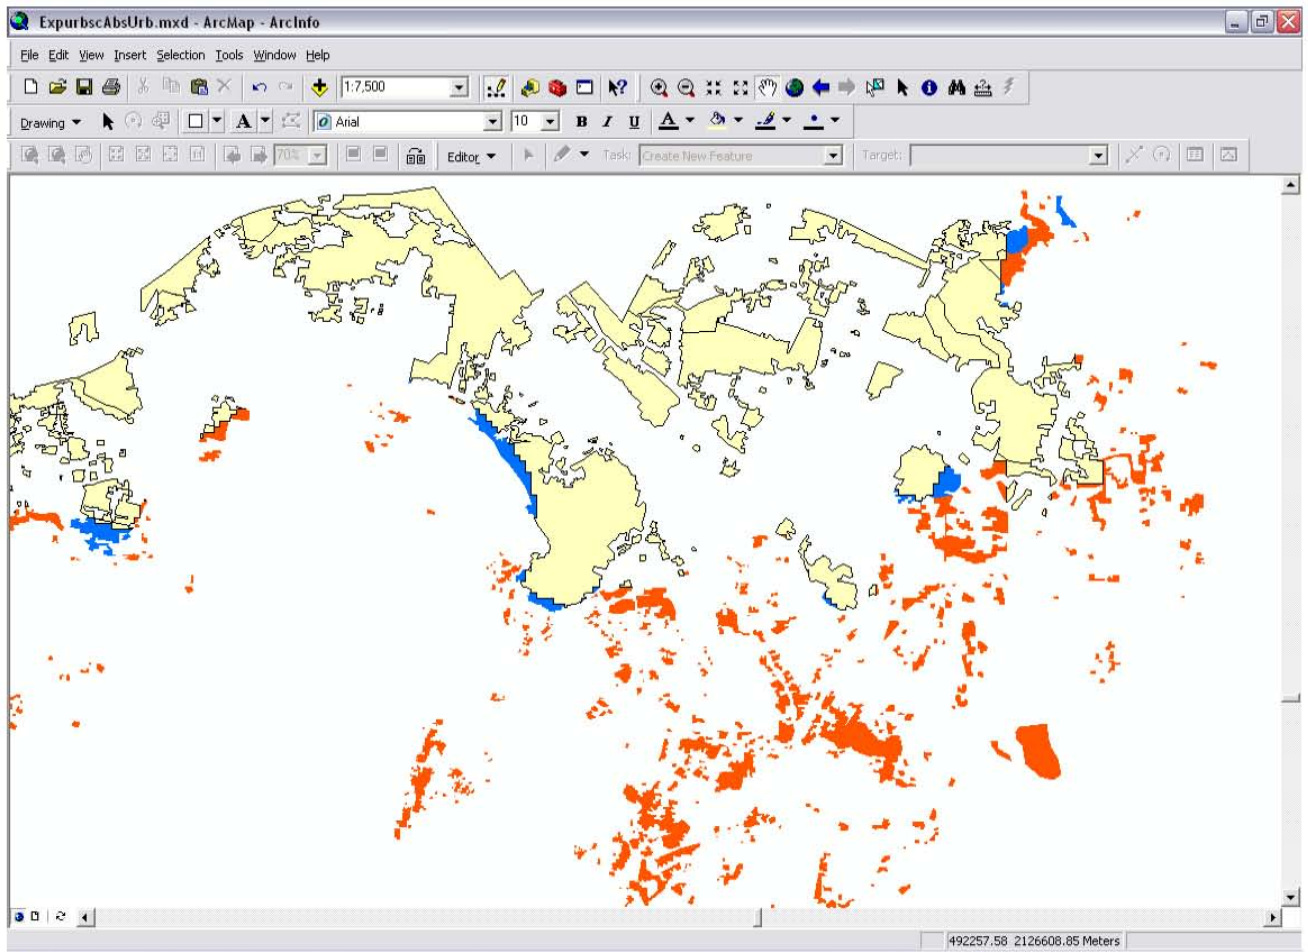 ExpurbscAbsUrb.mxd - ArcMap - ArcInfo
File Edit View Insert Selection Tools Window Help
1:7,500
Drawing A Arial 10 B I U A
70% Editor Task: Create New Feature Target:
492257.58 2126608.85 Meters